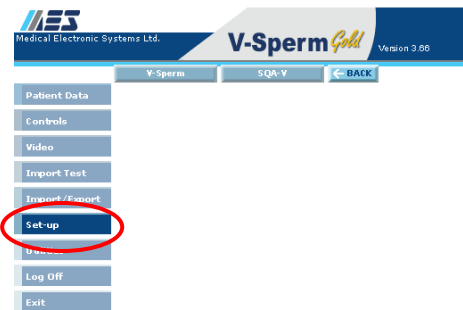 MES
Medical Electronic Systems Ltd.
V-Sperm Gold Version 3.66
V-Sperm SQA-V BACK
Patient Data
Controls
Video
Import Test
Import/Export
Set-up
Log Off
Exit